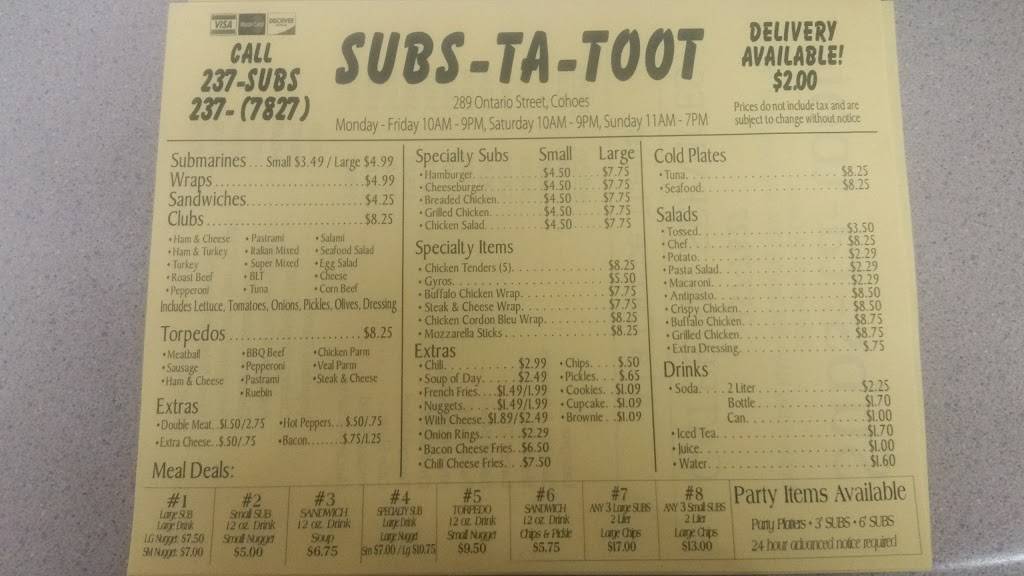 VISA MasterCard DISCOVER
CALL
237-SUBS
237-(7827)
SUBS-TA-TOOT
289 Ontario Street, Cohoes
Monday - Friday 10AM - 9PM, Saturday 10AM - 9PM, Sunday 11AM - 7PM
DELIVERY
AVAILABLE!
$2.00
Prices do not include tax and are
subject to change without notice
Submarines... Small $3.49 / Large $4.99
Wraps $4.99
Sandwiches $4.25
Clubs $8.25
•Ham & Cheese •Pastrami •Salami
•Ham & Turkey •Italian Mixed •Seafood Salad
•Turkey •Super Mixed •Egg Salad
•Roast Beef •BLT •Cheese
•Pepperoni •Tuna •Corn Beef
Includes Lettuce, Tomatoes, Onions, Pickles, Olives, Dressing
Torpedos $8.25
•Meatball •BBQ Beef •Chicken Parm
•Sausage •Pepperoni •Veal Parm
•Ham & Cheese •Pastrami •Steak & Cheese
•Ruebin
Extras
•Double Meat..$1.50/2.75 •Hot Peppers...$.50/.75
•Extra Cheese..$.50/.75 •Bacon $.75/1.25
Specialty Subs Small Large
•Hamburger $4.50 $7.75
•Cheeseburger $4.50 $7.75
•Breaded Chicken $4.50 $7.75
•Grilled Chicken $4.50 $7.75
•Chicken Salad $4.50 $7.75
Specialty Items
•Chicken Tenders (5) $8.25
•Gyros $5.50
•Buffalo Chicken Wrap $7.75
•Steak & Cheese Wrap $7.75
•Chicken Cordon Bleu Wrap $8.25
•Mozzarella Sticks $8.25
Extras
•Chili $2.99 •Chips $.50
•Soup of Day $2.49 •Pickles $.65
•French Fries $1.49/1.99 •Cookies $1.09
•Nuggets $1.49/1.99 •Cupcake $1.09
•With Cheese $1.89/$2.49 •Brownie $1.09
•Onion Rings $2.29
•Bacon Cheese Fries $6.50
•Chili Cheese Fries $7.50
Cold Plates
•Tuna $8.25
•Seafood $8.25
Salads
•Tossed $3.50
•Chef $8.25
•Potato $2.29
•Pasta Salad $2.29
•Macaroni $2.29
•Antipasto $8.50
•Crispy Chicken $8.50
•Buffalo Chicken $8.75
•Grilled Chicken $8.75
•Extra Dressing $.75
Drinks
•Soda 2 Liter $2.25
Bottle $1.70
Can $1.00
•Iced Tea $1.70
•Juice $1.00
•Water $1.60
Meal Deals:
#1
Large SUB
Large Drink
LG Nugget $7.50
SM Nugget $7.00
#2
Small SUB
12 oz. Drink
Small Nugget
$5.00
#3
SANDWICH
12 oz. Drink
Soup
$6.75
#4
SPECIALTY SUB
Large Drink
Large Nugget
Sm $7.00 / Lg $10.75
#5
TORPEDO
12 oz. Drink
Small Nugget
$9.50
#6
SANDWICH
12 oz. Drink
Chips & Pickle
$5.75
#7
ANY 3 Large SUBS
2 Liter
Large Chips
$17.00
#8
ANY 3 Small SUBS
2 Liter
Large Chips
$13.00
Party Items Available
Party Platters • 3' SUBS • 6' SUBS
24 hour advanced notice required